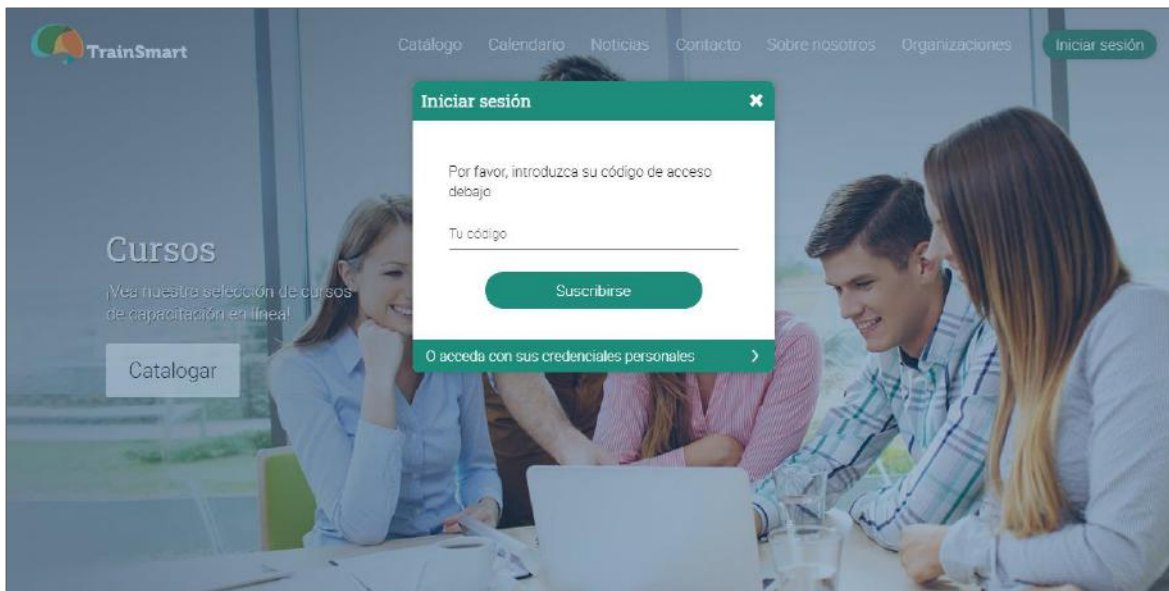 TrainSmart
Catálogo Calendario Noticias Contacto Sobre nosotros Organizaciones Iniciar sesión
Iniciar sesión
Por favor, introduzca su código de acceso
debajo
Tu código
Suscribirse
O acceda con sus credenciales personales
Cursos
¡Vea nuestra selección de cursos
de capacitación en línea!
Catalogar